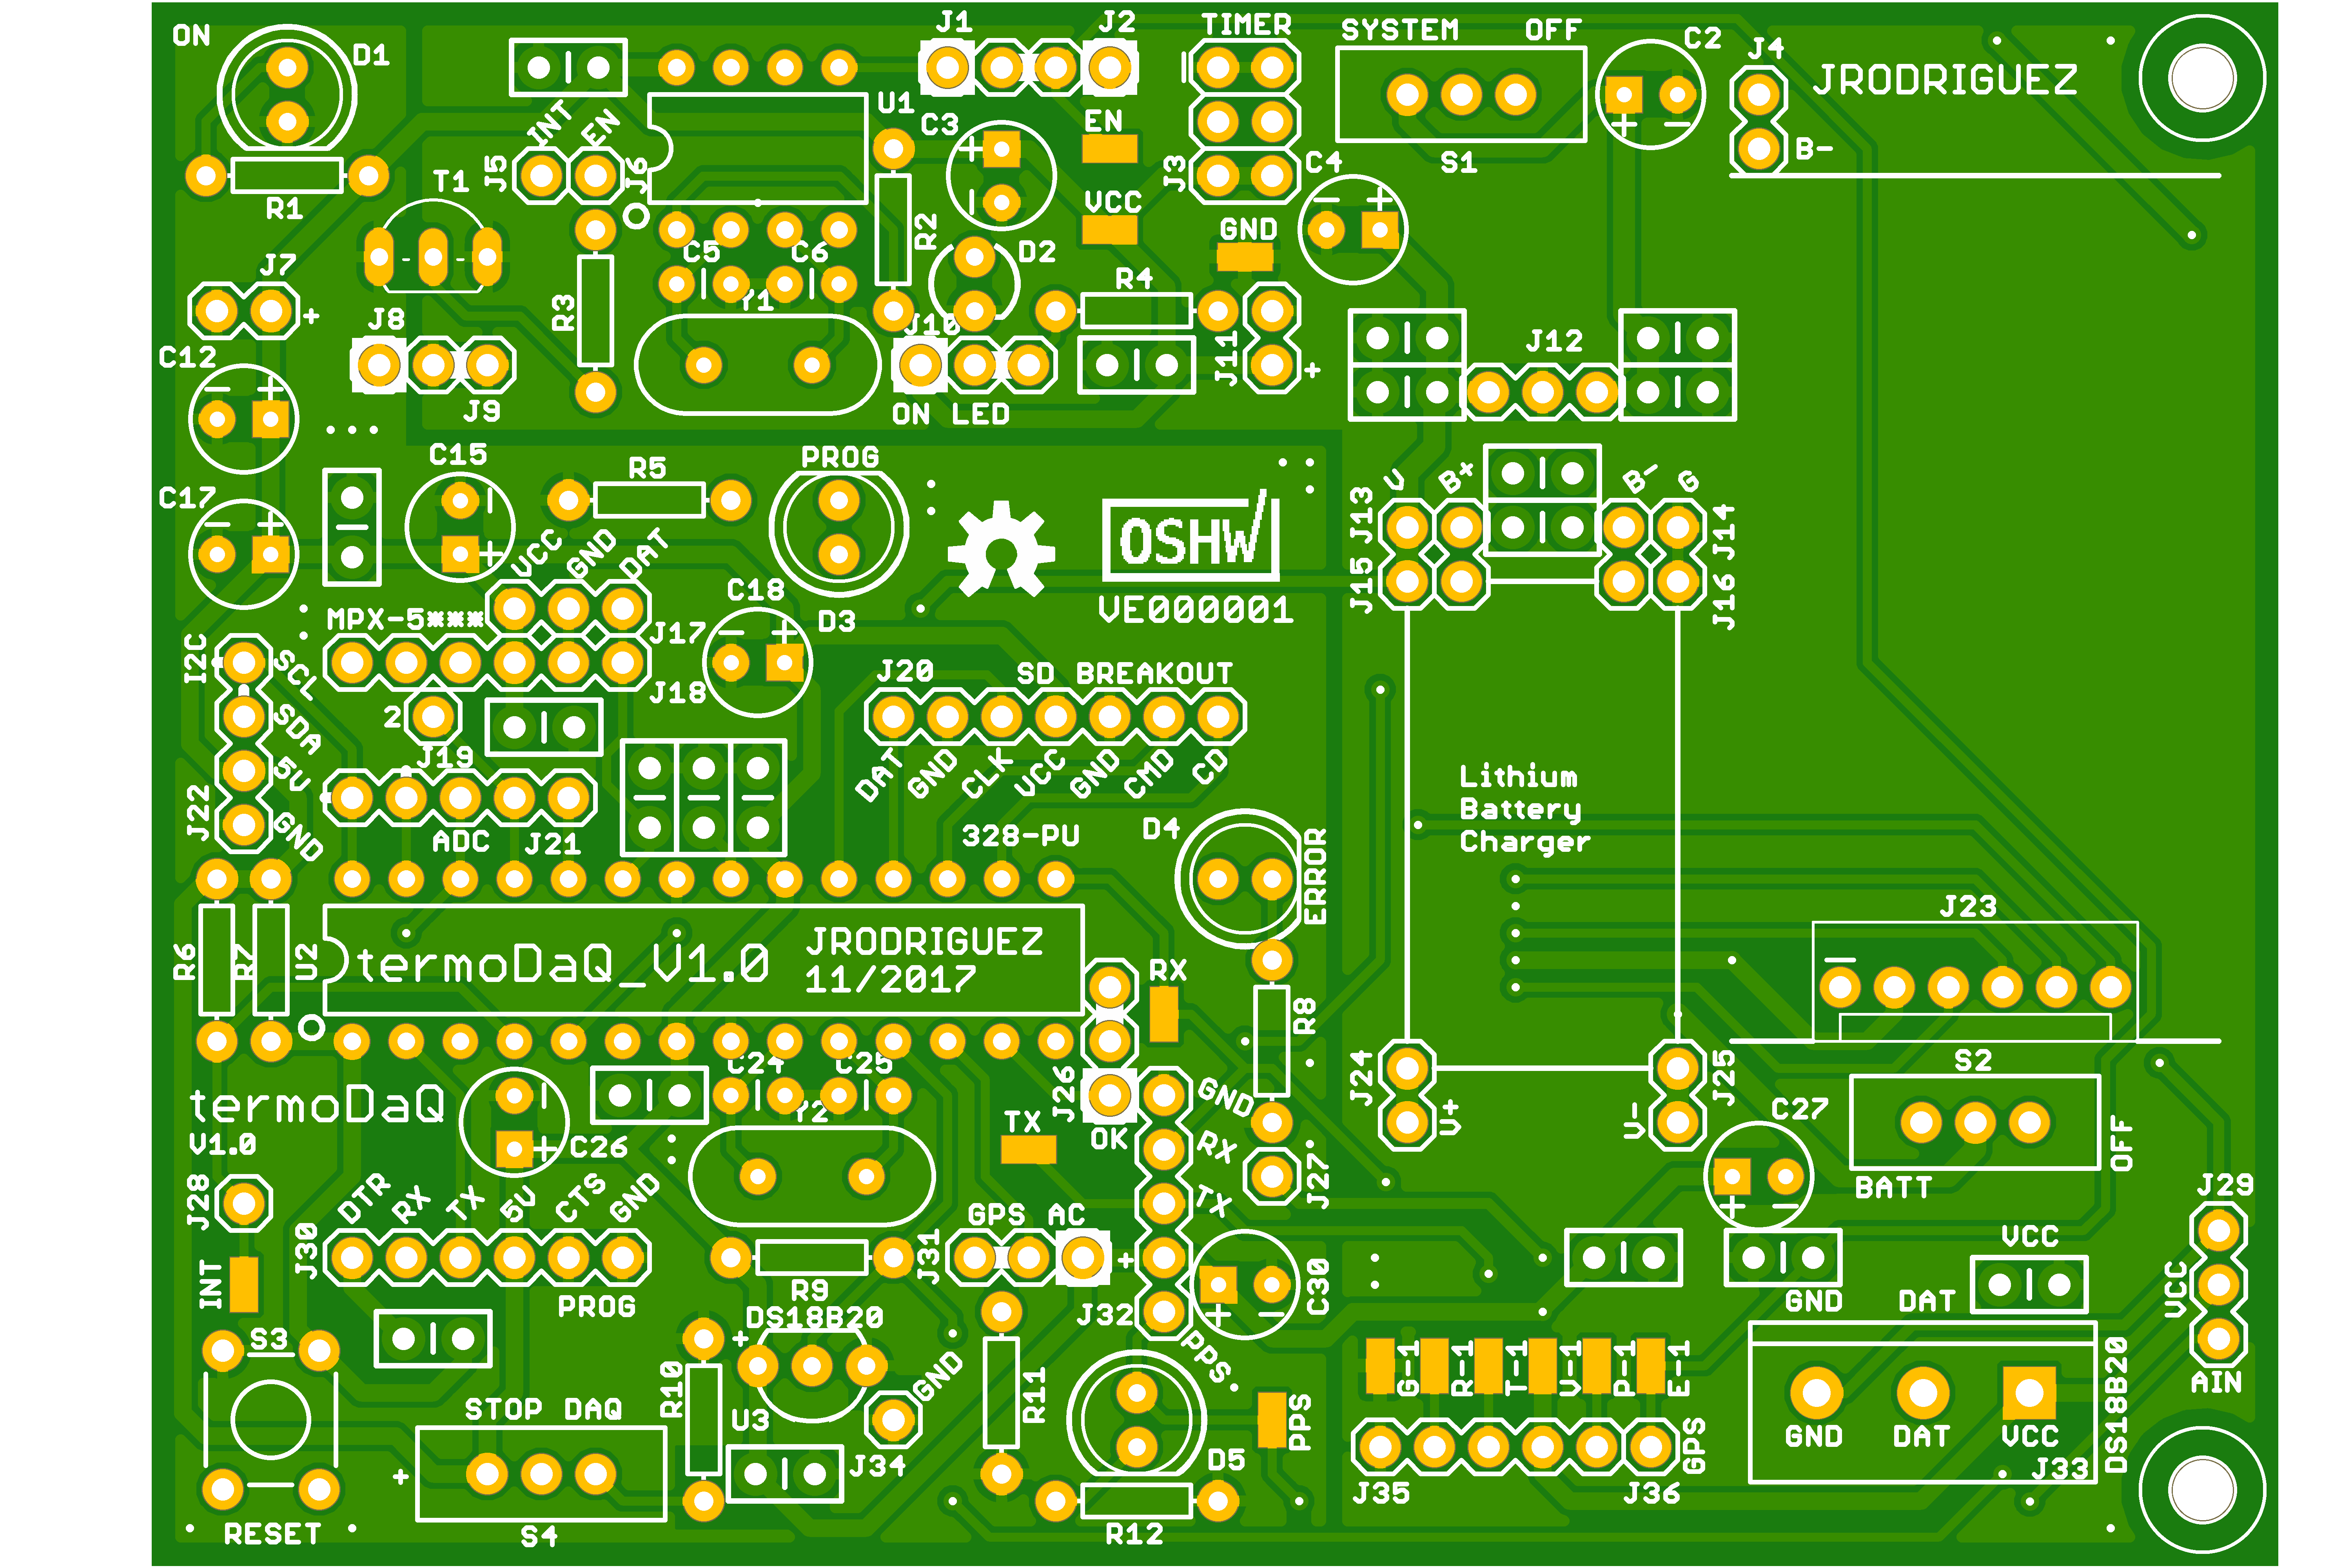 ON
D1
J1
J2
TIMER
SYSTEM OFF
C2
J4
JRODRIGUEZ
INT
EN
U1
C3
EN
B-
J5
J6
J3
C4
S1
R1
T1
VCC
GND
R2
D2
C5
C6
J7
+
R3
Y1
R4
J8
J10
J11
+
J12
C12
J9
ON LED
C15
R5
PROG
C17
V
B+
B-
G
J13
J14
OSHW
VCC
GND
DAT
J15
J16
C18
VE000001
MPX-5***
D3
J17
I2C
SCL
J18
J20
SD BREAKOUT
2
SDA
J19
5V
DAT
GND
CLK
VCC
GND
CMD
CD
Lithium
Battery
Charger
J22
GND
ADC
J21
328-PU
D4
ERROR
J23
R6
R7
U2
termoDaQ_V1.0
JRODRIGUEZ
11/2017
RX
R8
C24
C25
J26
S2
J24
J25
termoDaQ
V1.0
Y2
TX
OK
GND
V+
V-
C27
OFF
C26
RX
J27
BATT
J28
DTR
RX
TX
5V
CTS
GND
TX
J29
GPS
AC
J30
J31
+
VCC
INT
R9
C30
VCC
PROG
DS18B20
J32
GND
DAT
S3
+
PPS
R10
GND
R11
G-1
R-1
T-1
V-1
P-1
E-1
AIN
STOP DAQ
U3
PPS
GPS
GND
DAT
VCC
DS18B20
+
J34
D5
J35
J36
J33
RESET
S4
R12